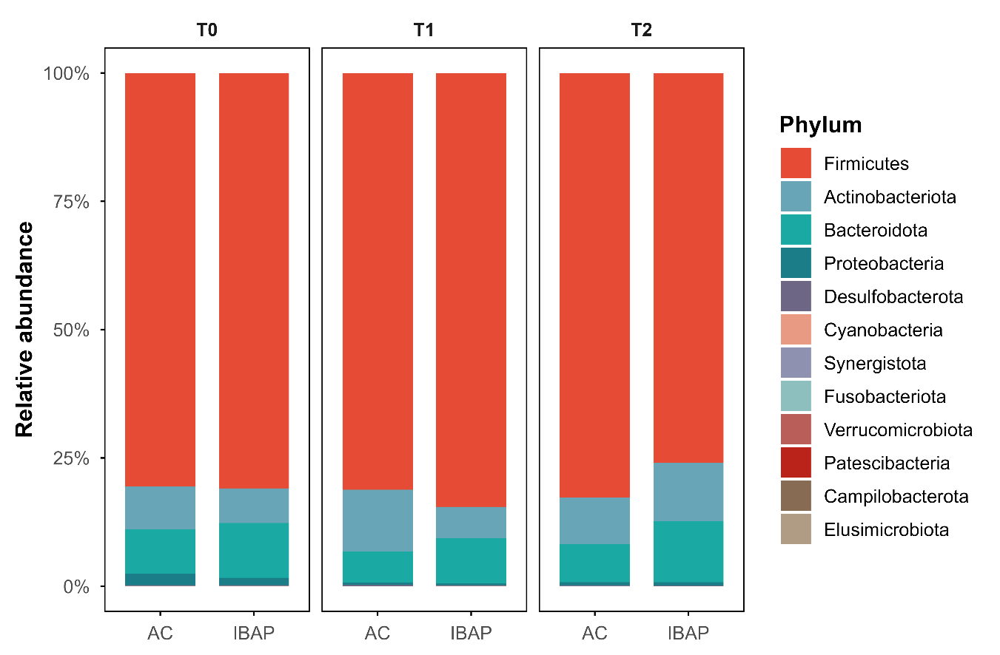 T0
T1
T2
100%
75%
50%
25%
0%
Relative abundance
AC
IBAP
AC
IBAP
AC
IBAP
Phylum
Firmicutes
Actinobacteriota
Bacteroidota
Proteobacteria
Desulfobacterota
Cyanobacteria
Synergistota
Fusobacteriota
Verrucomicrobiota
Patescibacteria
Campilobacterota
Elusimicrobiota